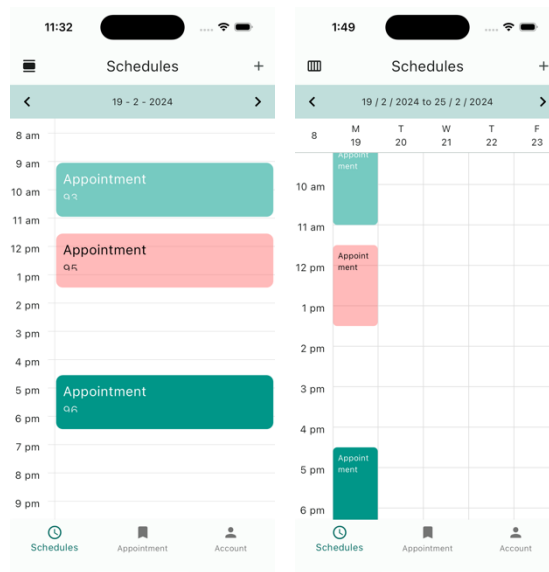 11:32
Schedules
+
19 - 2 - 2024
8 am
9 am
Appointment
93
10 am
11 am
12 pm
Appointment
95
1 pm
2 pm
3 pm
4 pm
5 pm
Appointment
96
6 pm
7 pm
8 pm
9 pm
Schedules
Appointment
Account
1:49
Schedules
+
19 / 2 / 2024 to 25 / 2 / 2024
8
M
T
W
T
F
19
20
21
22
23
Appoint
ment
10 am
11 am
Appoint
ment
12 pm
1 pm
2 pm
3 pm
4 pm
Appoint
ment
5 pm
6 pm
Schedules
Appointment
Account